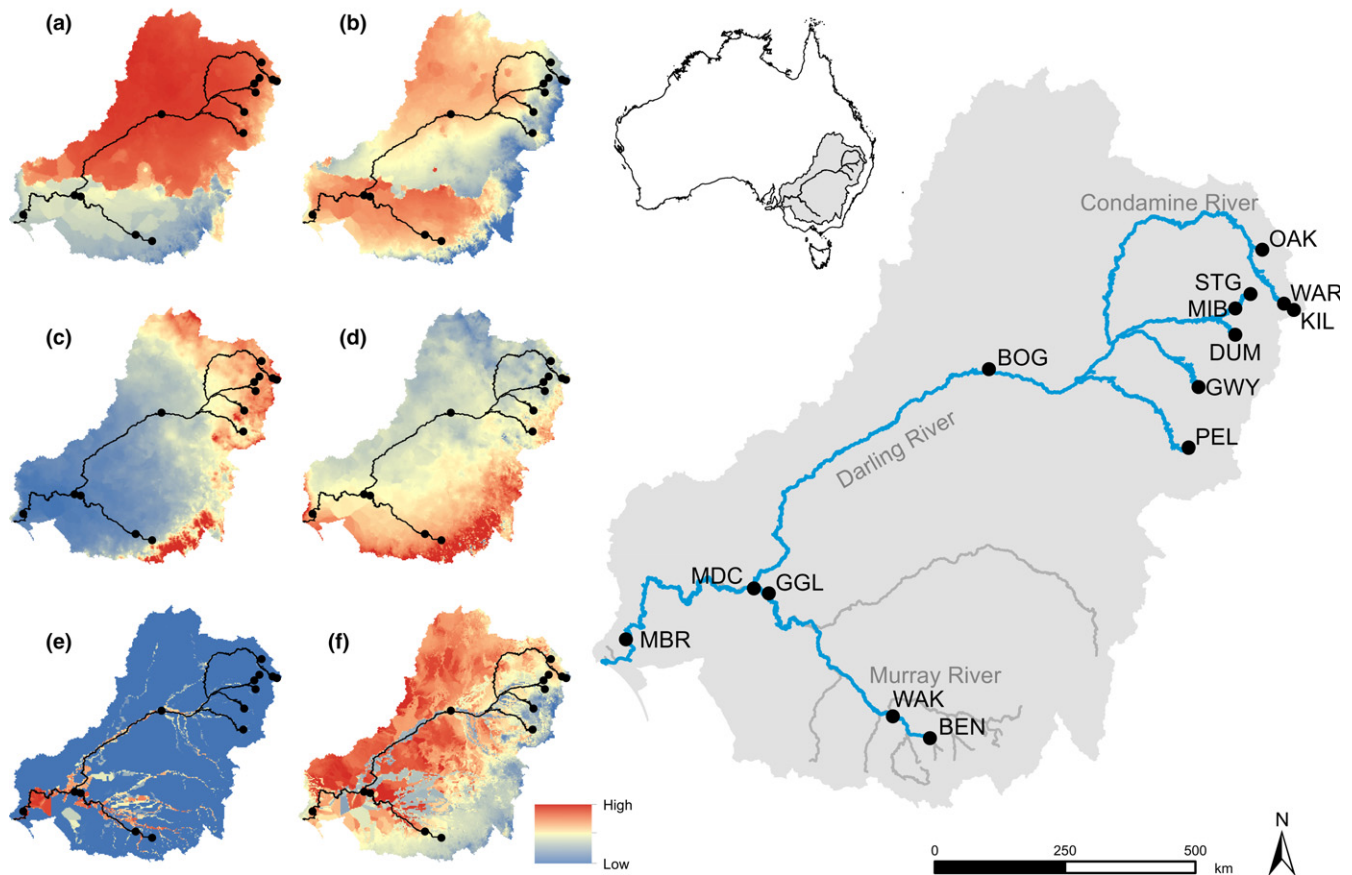 (a)
(b)
(c)
(d)
(e)
(f)
High
Low
Condamine River
OAK
STG
WAR
MIB
KIL
DUM
BOG
GWY
PEL
Darling River
MDC
GGL
MBR
Murray River
WAK
BEN
N
0 250 500
km